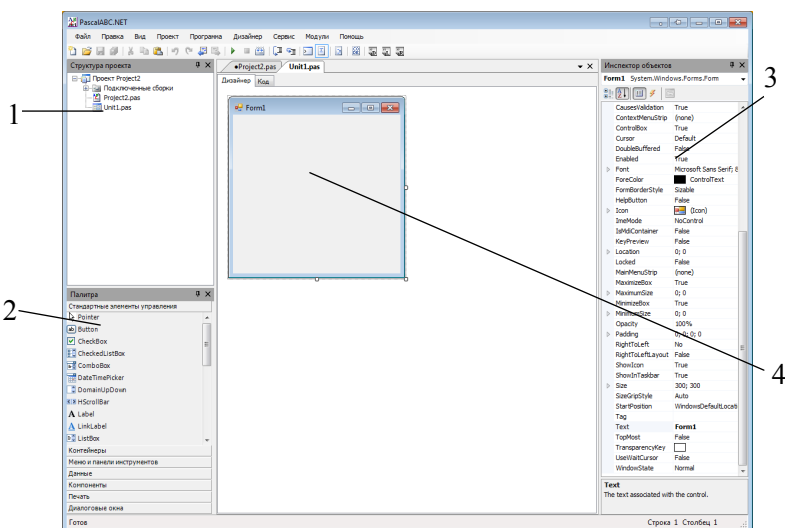 PascalABC.NET
Файл Правка Вид Проект Программа Дизайнер Сервис Модули Помощь
Структура проекта
Проект Project2
Подключенные сборки
Project2.pas
Unit1.pas
1
Палитра
Стандартные элементы управления
Pointer
2
Button
CheckBox
CheckedListBox
ComboBox
DateTimePicker
DomainUpDown
HScrollBar
Label
LinkLabel
ListBox
Контейнеры
Меню и панели инструментов
Данные
Компоненты
Печать
Диалоговые окна
•Project2.pas Unit1.pas
Дизайнер Код
Form1
Инспектор объектов
Form1 System.Windows.Forms.Form
3
CausesValidation True
ContextMenuStrip (none)
ControlBox True
Cursor Default
DoubleBuffered False
Enabled True
Font Microsoft Sans Serif; 8
ForeColor ControlText
FormBorderStyle Sizable
HelpButton False
Icon (Icon)
ImeMode NoControl
IsMdiContainer False
KeyPreview False
Location 0; 0
Locked False
MainMenuStrip (none)
MaximizeBox True
MaximumSize 0; 0
MinimizeBox True
MinimumSize 0; 0
Opacity 100%
Padding 0; 0; 0; 0
RightToLeft No
RightToLeftLayout False
ShowIcon True
4
ShowInTaskbar True
Size 300; 300
SizeGripStyle Auto
StartPosition WindowsDefaultLocati
Tag
Text Form1
TopMost False
TransparencyKey
UseWaitCursor False
WindowState Normal
Text
The text associated with the control.
Готов Строка 1 Столбец 1